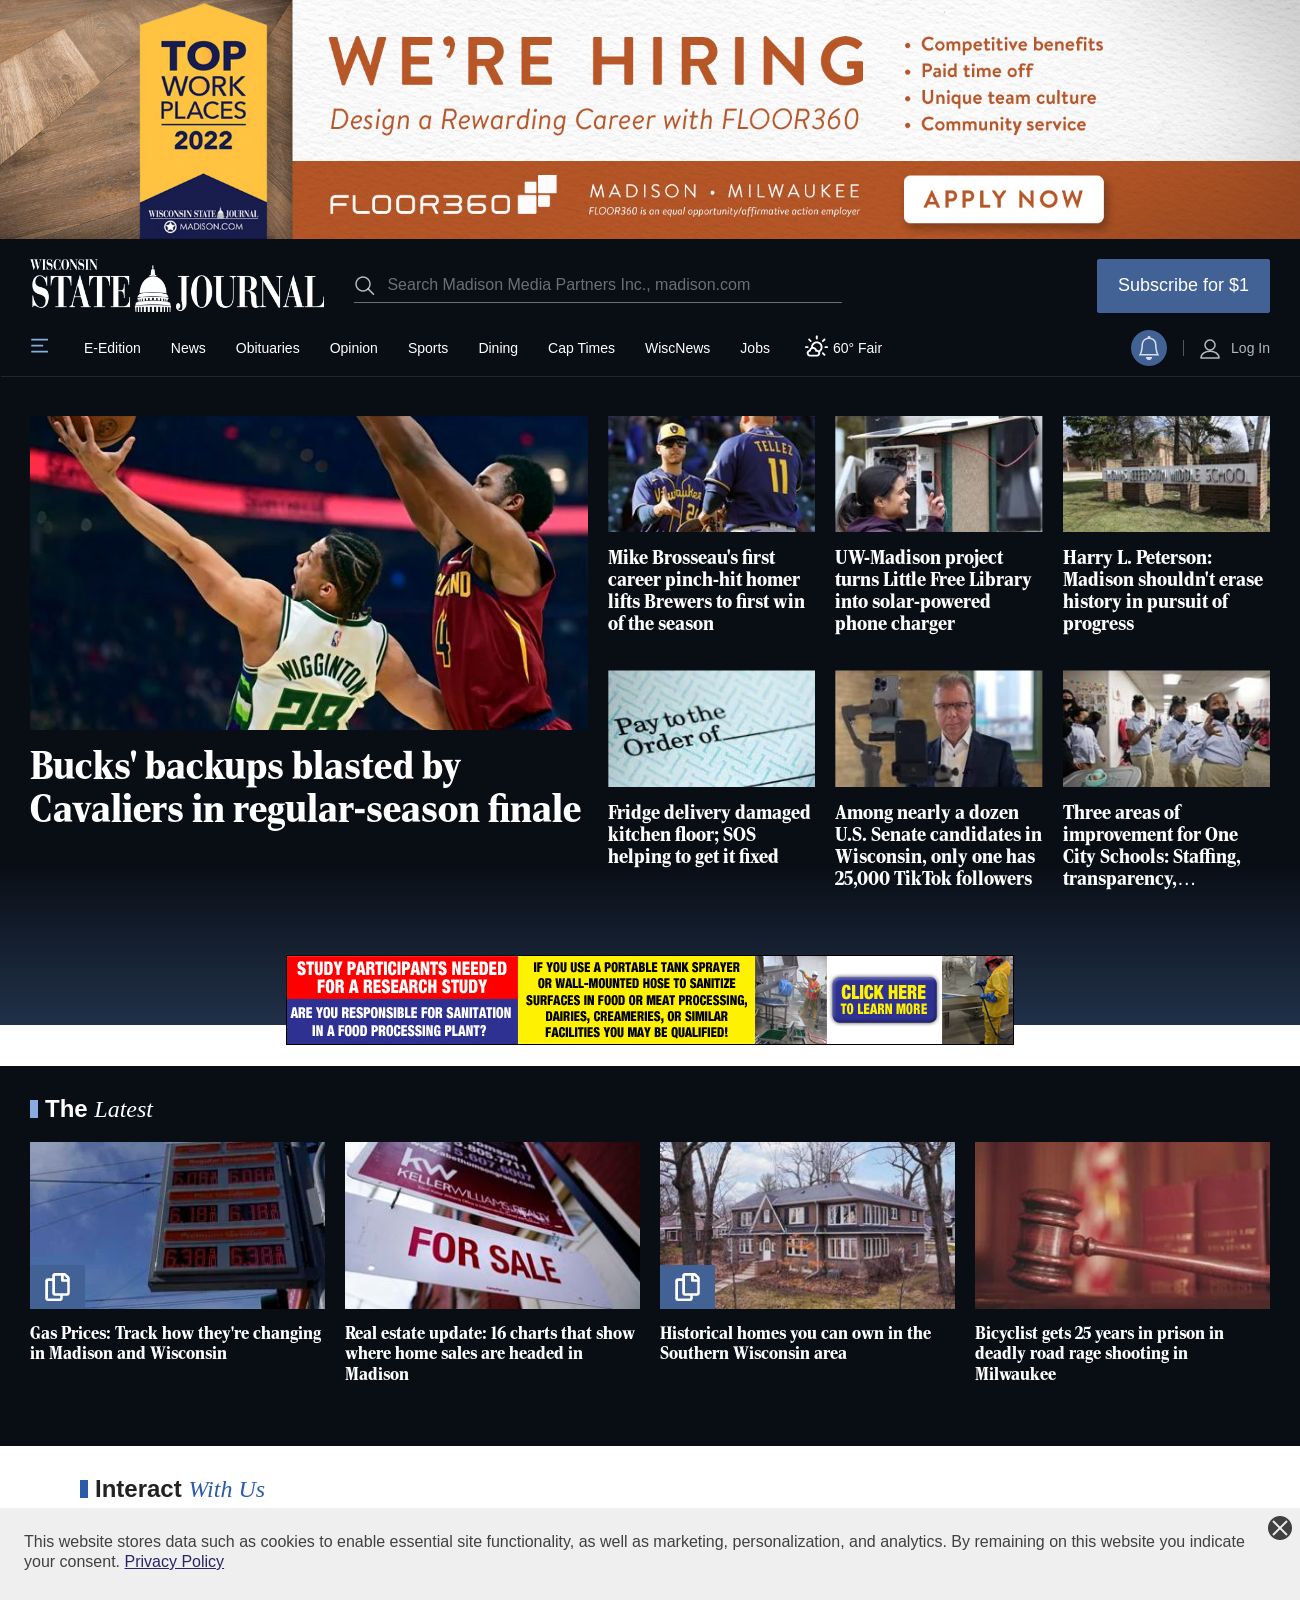 TOP
WORK
PLACES
2022
WISCONSIN STATE JOURNAL
MADISON.COM
WE'RE HIRING
Design a Rewarding Career with FLOOR360
• Competitive benefits
• Paid time off
• Unique team culture
• Community service
FLOOR360
MADISON • MILWAUKEE
FLOOR360 is an equal opportunity/affirmative action employer
APPLY NOW
WISCONSIN
STATE JOURNAL
Search Madison Media Partners Inc., madison.com
Subscribe for $1
E-Edition News Obituaries Opinion Sports Dining Cap Times WiscNews Jobs 60° Fair Log In
WIGGINTON
28
Bucks' backups blasted by
Cavaliers in regular-season finale
TELLEZ
11
Mike Brosseau's first
career pinch-hit homer
lifts Brewers to first win
of the season
UW-Madison project
turns Little Free Library
into solar-powered
phone charger
JEFFERSON MIDDLE SCHOOL
Harry L. Peterson:
Madison shouldn't erase
history in pursuit of
progress
Pay to the
Order of
Fridge delivery damaged
kitchen floor; SOS
helping to get it fixed
Among nearly a dozen
U.S. Senate candidates in
Wisconsin, only one has
25,000 TikTok followers
Three areas of
improvement for One
City Schools: Staffing,
transparency,…
STUDY PARTICIPANTS NEEDED
FOR A RESEARCH STUDY
ARE YOU RESPONSIBLE FOR SANITATION
IN A FOOD PROCESSING PLANT?
IF YOU USE A PORTABLE TANK SPRAYER
OR WALL-MOUNTED HOSE TO SANITIZE
SURFACES IN FOOD OR MEAT PROCESSING,
DAIRIES, CREAMERIES, OR SIMILAR
FACILITIES YOU MAY BE QUALIFIED!
CLICK HERE
TO LEARN MORE
The Latest
Gas Prices: Track how they're changing
in Madison and Wisconsin
kw
KELLERWILLIAMS REALTY
FOR SALE
Real estate update: 16 charts that show
where home sales are headed in
Madison
Historical homes you can own in the
Southern Wisconsin area
Bicyclist gets 25 years in prison in
deadly road rage shooting in
Milwaukee
Interact With Us
This website stores data such as cookies to enable essential site functionality, as well as marketing, personalization, and analytics. By remaining on this website you indicate
your consent. Privacy Policy